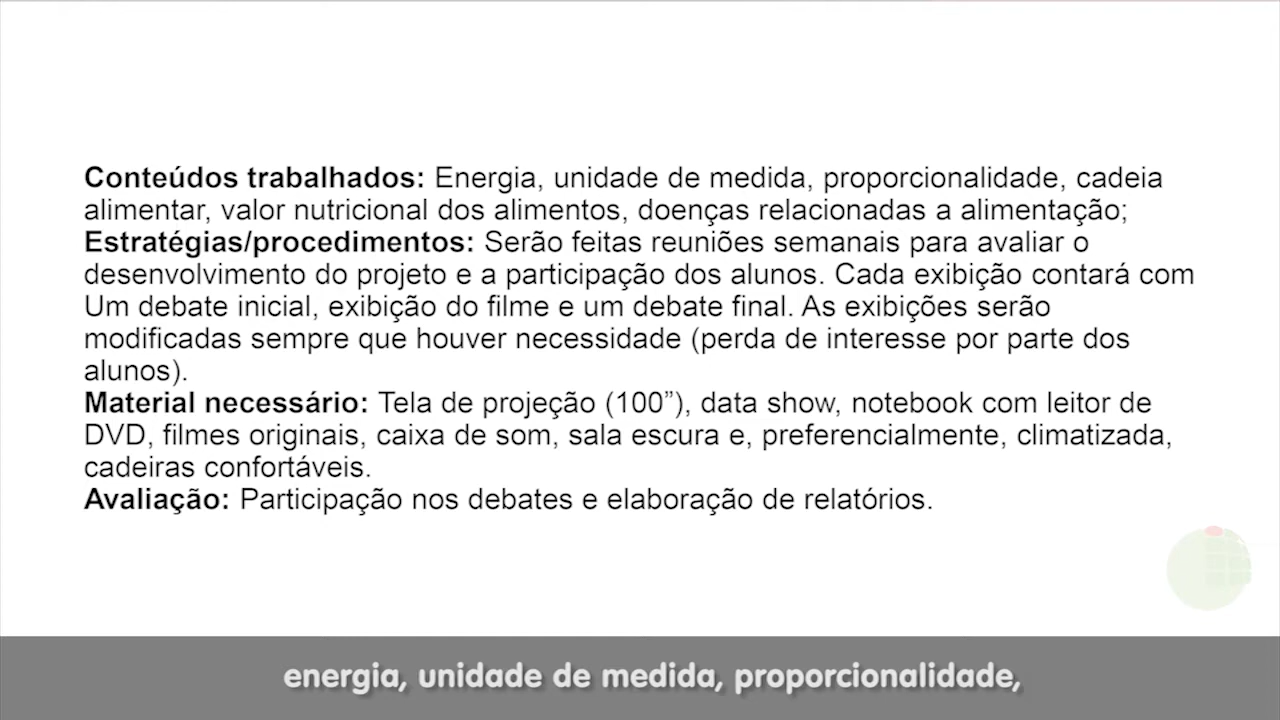 Conteúdos trabalhados: Energia, unidade de medida, proporcionalidade, cadeia
alimentar, valor nutricional dos alimentos, doenças relacionadas a alimentação;
Estratégias/procedimentos: Serão feitas reuniões semanais para avaliar o
desenvolvimento do projeto e a participação dos alunos. Cada exibição contará com
Um debate inicial, exibição do filme e um debate final. As exibições serão
modificadas sempre que houver necessidade (perda de interesse por parte dos
alunos).
Material necessário: Tela de projeção (100”), data show, notebook com leitor de
DVD, filmes originais, caixa de som, sala escura e, preferencialmente, climatizada,
cadeiras confortáveis.
Avaliação: Participação nos debates e elaboração de relatórios.
energia, unidade de medida, proporcionalidade,